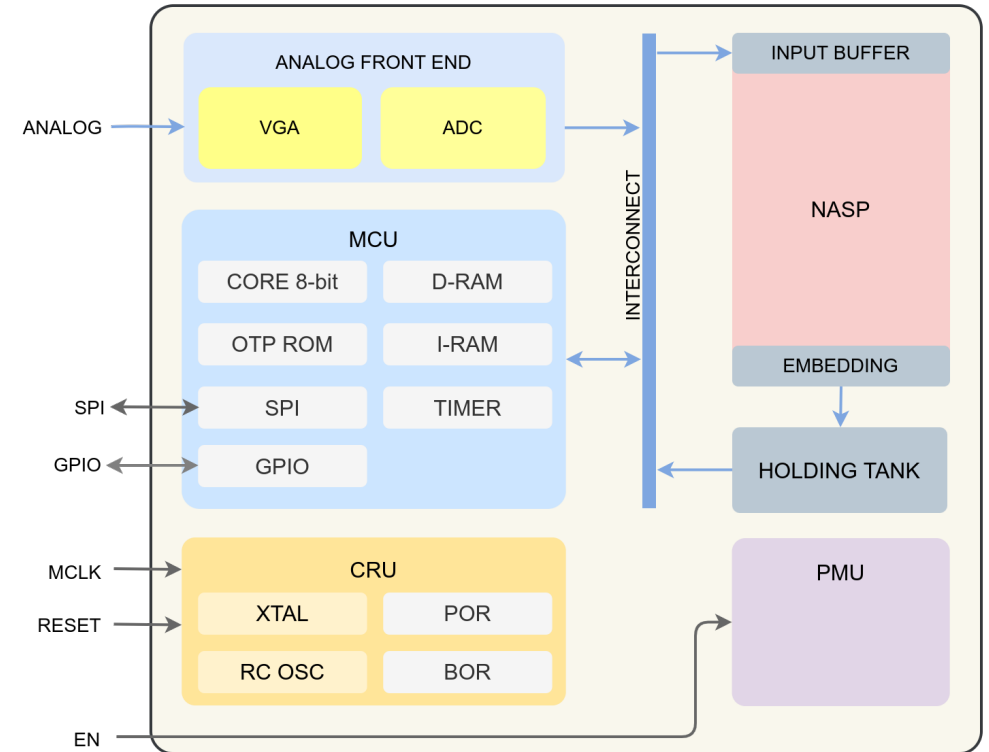 ANALOG
ANALOG FRONT END
VGA
ADC
MCU
CORE 8-bit
D-RAM
OTP ROM
I-RAM
SPI
SPI
TIMER
GPIO
GPIO
INTERCONNECT
INPUT BUFFER
NASP
EMBEDDING
HOLDING TANK
MCLK
RESET
CRU
XTAL
POR
RC OSC
BOR
PMU
EN